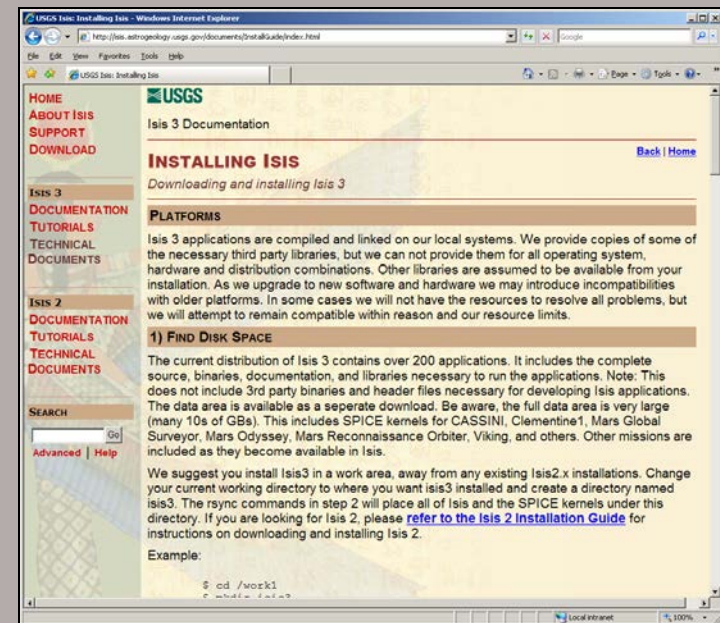 USGS Isis: Installing Isis - Windows Internet Explorer
http://isis.astrogeology.usgs.gov/documents/InstallGuide/index.html
Google
File Edit View Favorites Tools Help
USGS Isis: Installing Isis
Page Tools
HOME
ABOUT ISIS
SUPPORT
DOWNLOAD
ISIS 3
DOCUMENTATION
TUTORIALS
TECHNICAL
DOCUMENTS
ISIS 2
DOCUMENTATION
TUTORIALS
TECHNICAL
DOCUMENTS
SEARCH
Go
Advanced | Help
USGS
Isis 3 Documentation
Back | Home
INSTALLING ISIS
Downloading and installing Isis 3
PLATFORMS
Isis 3 applications are compiled and linked on our local systems. We provide copies of some of
the necessary third party libraries, but we can not provide them for all operating system,
hardware and distribution combinations. Other libraries are assumed to be available from your
installation. As we upgrade to new software and hardware we may introduce incompatibilities
with older platforms. In some cases we will not have the resources to resolve all problems, but
we will attempt to remain compatible within reason and our resource limits.
1) FIND DISK SPACE
The current distribution of Isis 3 contains over 200 applications. It includes the complete
source, binaries, documentation, and libraries necessary to run the applications. Note: This
does not include 3rd party binaries and header files necessary for developing Isis applications.
The data area is available as a seperate download. Be aware, the full data area is very large
(many 10s of GBs). This includes SPICE kernels for CASSINI, Clementine1, Mars Global
Surveyor, Mars Odyssey, Mars Reconnaissance Orbiter, Viking, and others. Other missions are
included as they become available in Isis.
We suggest you install Isis3 in a work area, away from any existing Isis2.x installations. Change
your current working directory to where you want isis3 installed and create a directory named
isis3. The rsync commands in step 2 will place all of Isis and the SPICE kernels under this
directory. If you are looking for Isis 2, please refer to the Isis 2 Installation Guide for
instructions on downloading and installing Isis 2.
Example:
$ cd /work1
$ mkdir isis3
Local intranet
100%